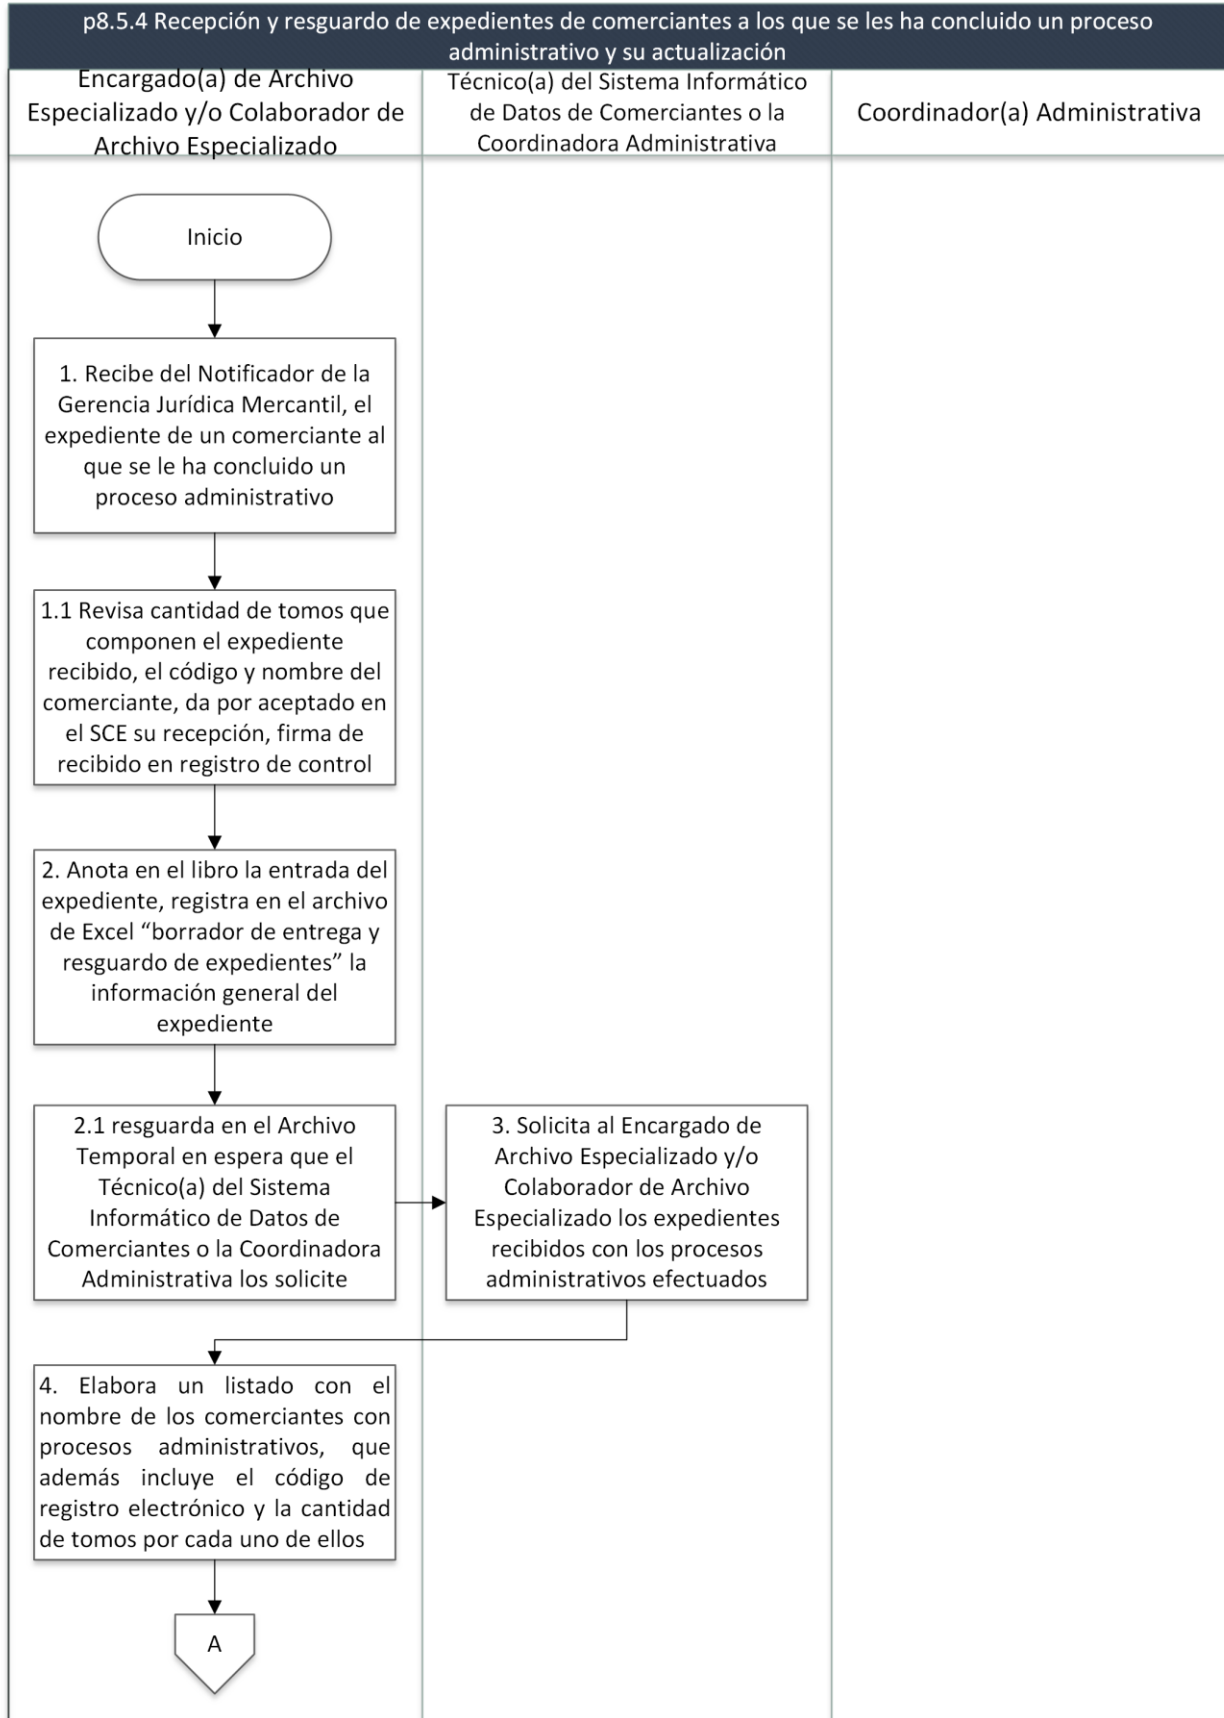 p8.5.4 Recepción y resguardo de expedientes de comerciantes a los que se les ha concluido un proceso
administrativo y su actualización
Encargado(a) de Archivo
Especializado y/o Colaborador de
Archivo Especializado
Técnico(a) del Sistema Informático
de Datos de Comerciantes o la
Coordinadora Administrativa
Coordinador(a) Administrativa
Inicio
1. Recibe del Notificador de la
Gerencia Jurídica Mercantil, el
expediente de un comerciante al
que se le ha concluido un
proceso administrativo
1.1 Revisa cantidad de tomos que
componen el expediente
recibido, el código y nombre del
comerciante, da por aceptado en
el SCE su recepción, firma de
recibido en registro de control
2. Anota en el libro la entrada del
expediente, registra en el archivo
de Excel “borrador de entrega y
resguardo de expedientes” la
información general del
expediente
2.1 resguarda en el Archivo
Temporal en espera que el
Técnico(a) del Sistema
Informático de Datos de
Comerciantes o la Coordinadora
Administrativa los solicite
3. Solicita al Encargado de
Archivo Especializado y/o
Colaborador de Archivo
Especializado los expedientes
recibidos con los procesos
administrativos efectuados
4. Elabora un listado con el
nombre de los comerciantes con
procesos administrativos, que
además incluye el código de
registro electrónico y la cantidad
de tomos por cada uno de ellos
A